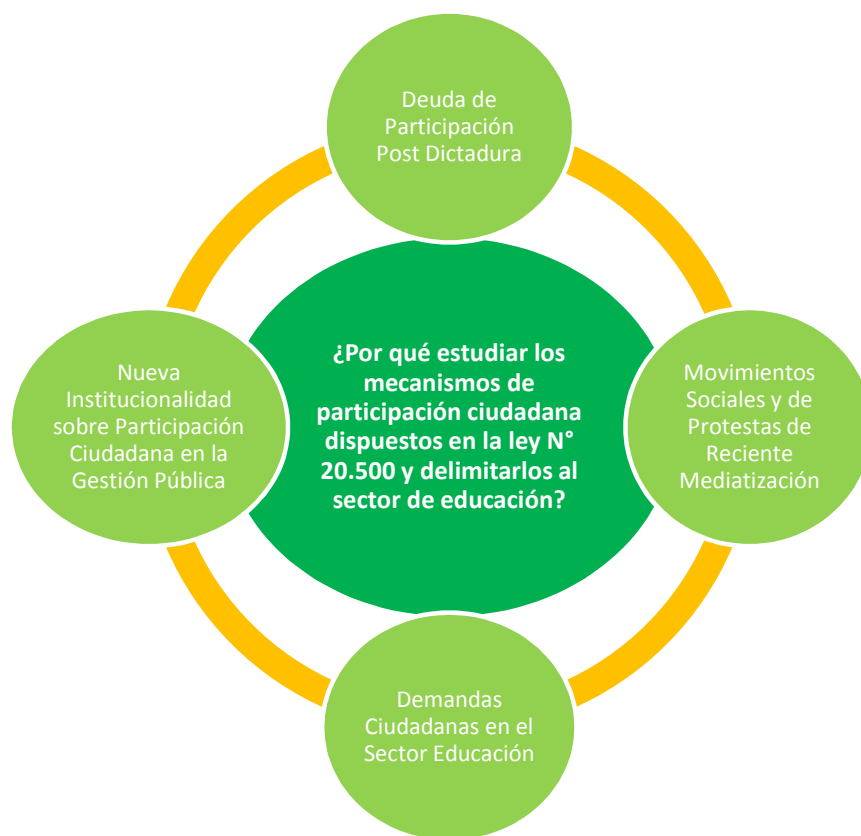 Deuda de
Participación
Post Dictadura
Nueva
Institucionalidad
sobre Participación
Ciudadana en la
Gestión Pública
¿Por qué estudiar los
mecanismos de
participación ciudadana
dispuestos en la ley N°
20.500 y delimitarlos al
sector de educación?
Movimientos
Sociales y de
Protestas de
Reciente
Mediatización
Demandas
Ciudadanas en el
Sector Educación